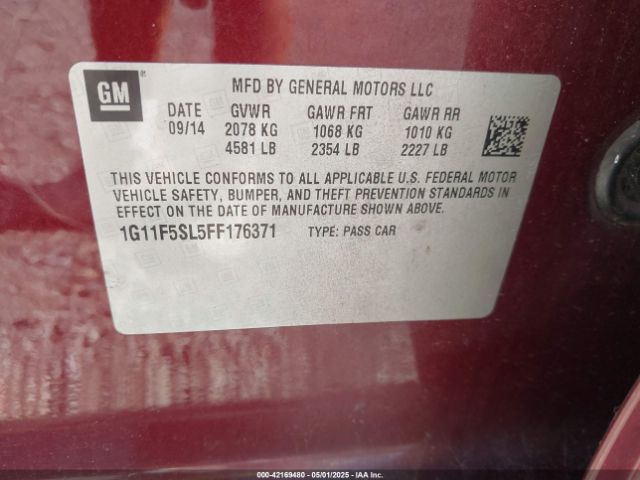 GM
MFD BY GENERAL MOTORS LLC
DATE GVWR GAWR FRT GAWR RR
09/14 2078 KG 1068 KG 1010 KG
4581 LB 2354 LB 2227 LB
THIS VEHICLE CONFORMS TO ALL APPLICABLE U.S. FEDERAL MOTOR
VEHICLE SAFETY, BUMPER, AND THEFT PREVENTION STANDARDS IN
EFFECT ON THE DATE OF MANUFACTURE SHOWN ABOVE.
1G11F5SL5FF176371 TYPE: PASS CAR
000-42169480 - 05/01/2025 - IAAI.COM